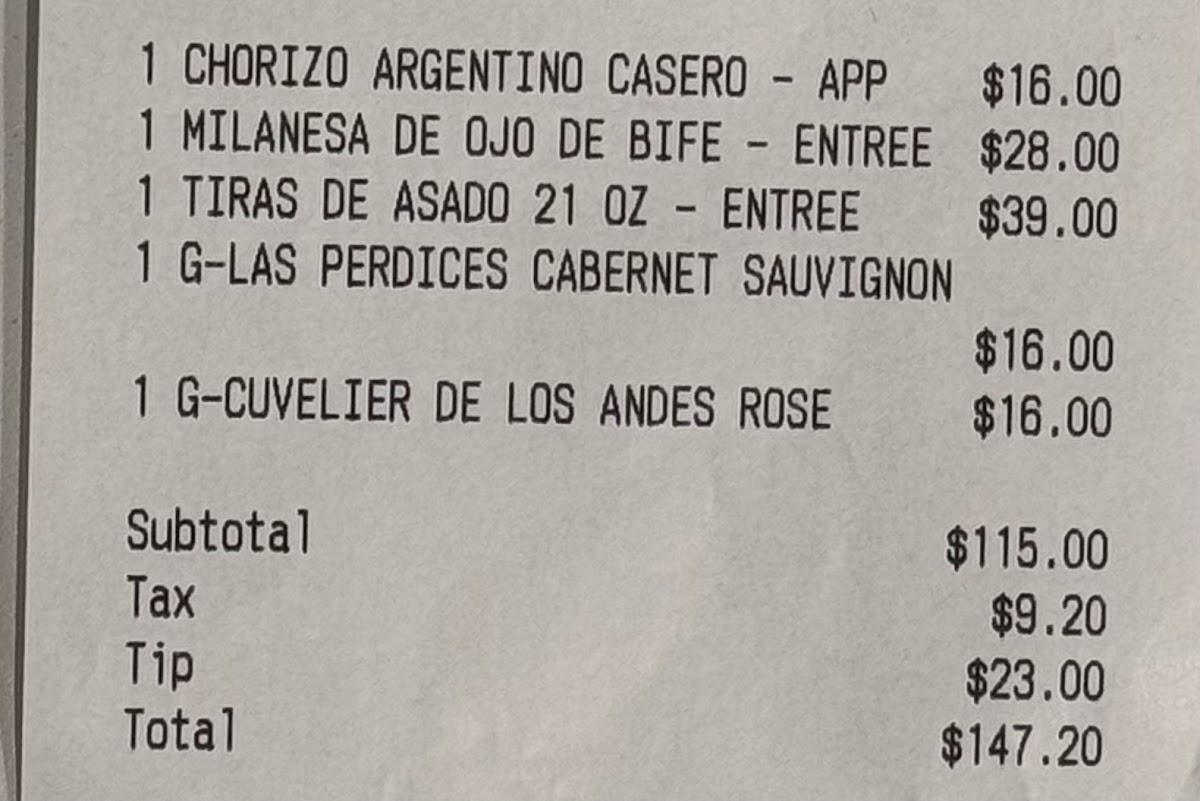 1 CHORIZO ARGENTINO CASERO - APP $16.00
1 MILANESA DE OJO DE BIFE - ENTREE $28.00
1 TIRAS DE ASADO 21 OZ - ENTREE $39.00
1 G-LAS PERDICES CABERNET SAUVIGNON
$16.00
1 G-CUVELIER DE LOS ANDES ROSE $16.00
Subtotal $115.00
Tax $9.20
Tip $23.00
Total $147.20